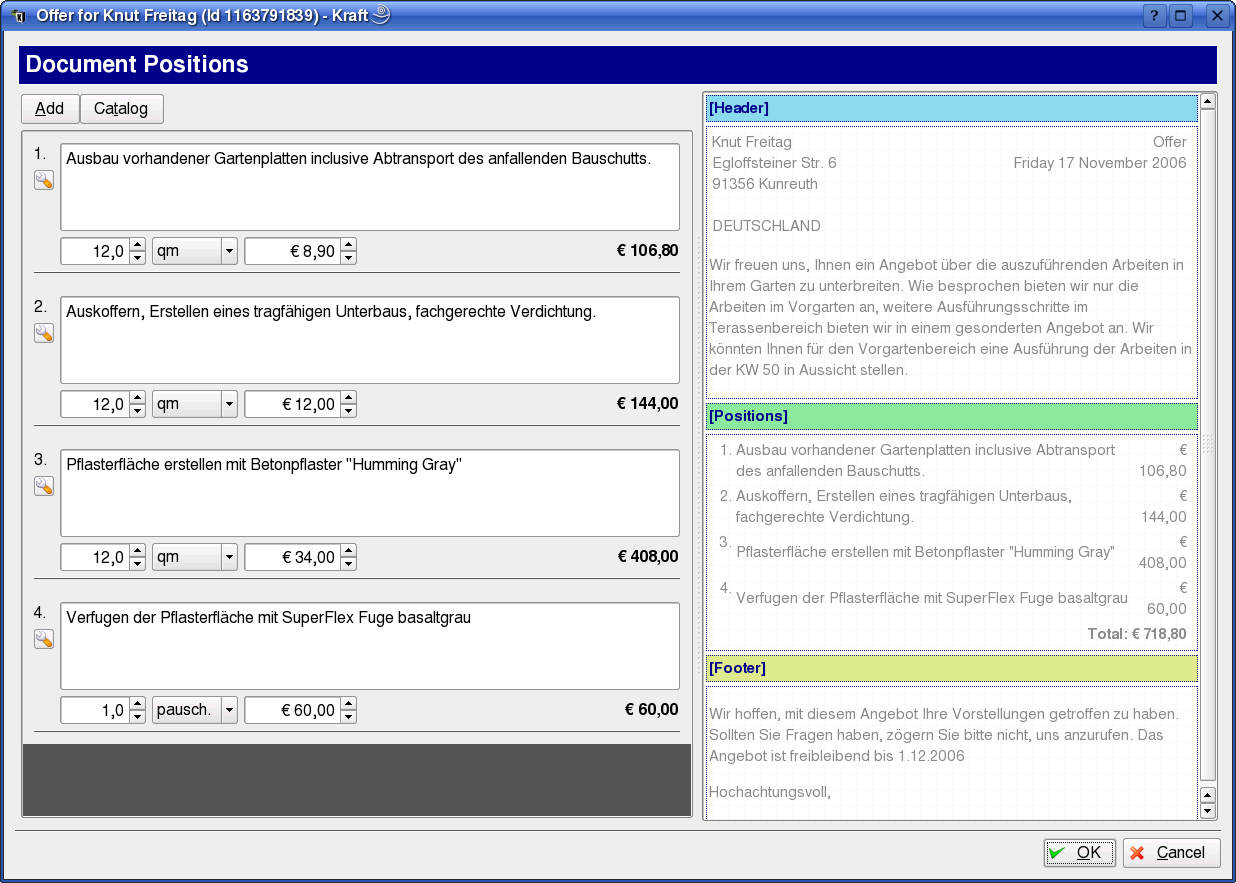 Offer for Knut Freitag (Id 1163791839) - Kraft
?
Document Positions
Add
Catalog
1.
Ausbau vorhandener Gartenplatten inclusive Abtransport des anfallenden Bauschutts.
12,0 qm € 8,90 € 106,80
2.
Auskoffern, Erstellen eines tragfähigen Unterbaus, fachgerechte Verdichtung.
12,0 qm € 12,00 € 144,00
3.
Pflasterfläche erstellen mit Betonpflaster "Humming Gray"
12,0 qm € 34,00 € 408,00
4.
Verfugen der Pflasterfläche mit SuperFlex Fuge basaltgrau
1,0 pausch. € 60,00 € 60,00
[Header]
Knut Freitag Offer
Egloffsteiner Str. 6 Friday 17 November 2006
91356 Kunreuth
DEUTSCHLAND
Wir freuen uns, Ihnen ein Angebot über die auszuführenden Arbeiten in
Ihrem Garten zu unterbreiten. Wie besprochen bieten wir nur die
Arbeiten im Vorgarten an, weitere Ausführungsschritte im
Terassenbereich bieten wir in einem gesonderten Angebot an. Wir
könnten Ihnen für den Vorgartenbereich eine Ausführung der Arbeiten in
der KW 50 in Aussicht stellen.
[Positions]
1. Ausbau vorhandener Gartenplatten inclusive Abtransport €
des anfallenden Bauschutts. 106,80
2. Auskoffern, Erstellen eines tragfähigen Unterbaus, €
fachgerechte Verdichtung. 144,00
3. €
Pflasterfläche erstellen mit Betonpflaster "Humming Gray"
408,00
4. €
Verfugen der Pflasterfläche mit SuperFlex Fuge basaltgrau
60,00
Total: € 718,80
[Footer]
Wir hoffen, mit diesem Angebot Ihre Vorstellungen getroffen zu haben.
Sollten Sie Fragen haben, zögern Sie bitte nicht, uns anzurufen. Das
Angebot ist freibleibend bis 1.12.2006
Hochachtungsvoll,
OK
Cancel